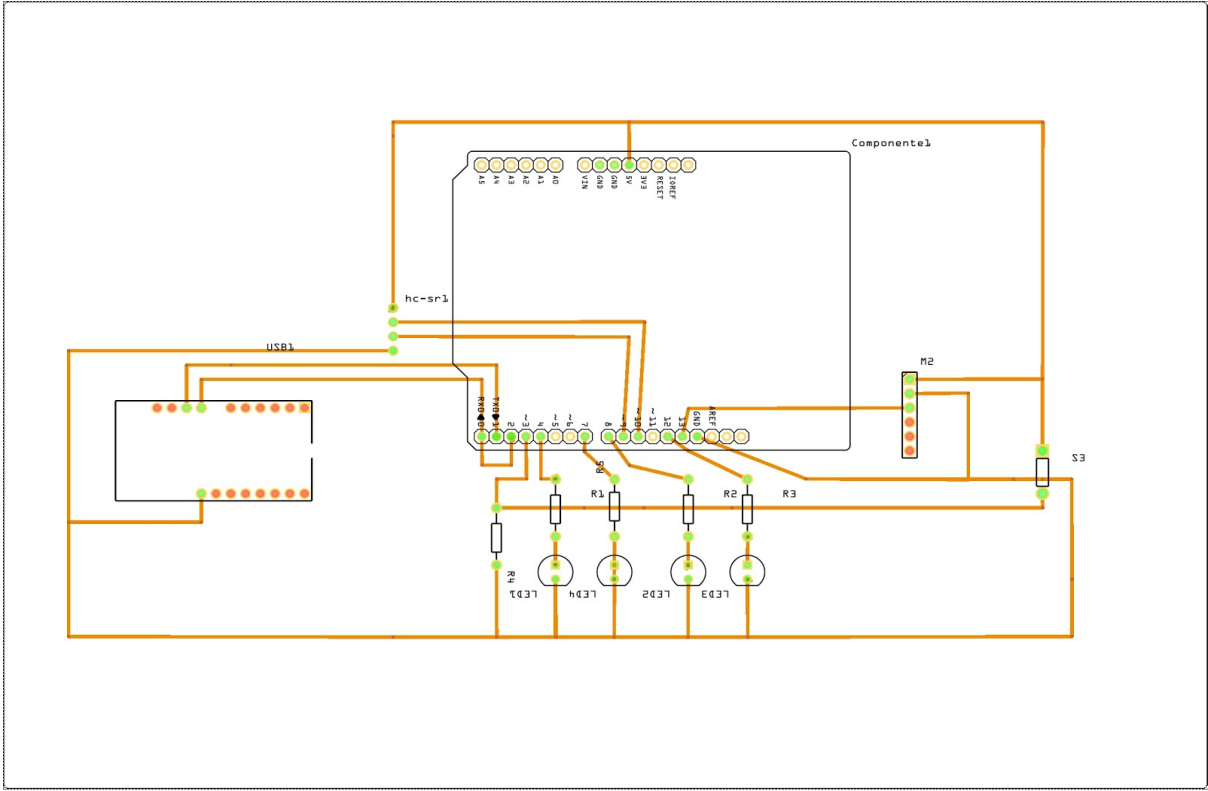 Componente1
A5 A4 A3 A2 A1 A0 VIN GND GND 5V 3V3 RESET IOREF
hc-sr1
USB1
M2
RX0◀0 TX0▶1 2 ~3 4 ~5 ~6 7 8 ~9 ~10 ~11 12 13 GND AREF
S3
R5
R1
R2
R3
R4
LED1
LED4
LED2
LED3